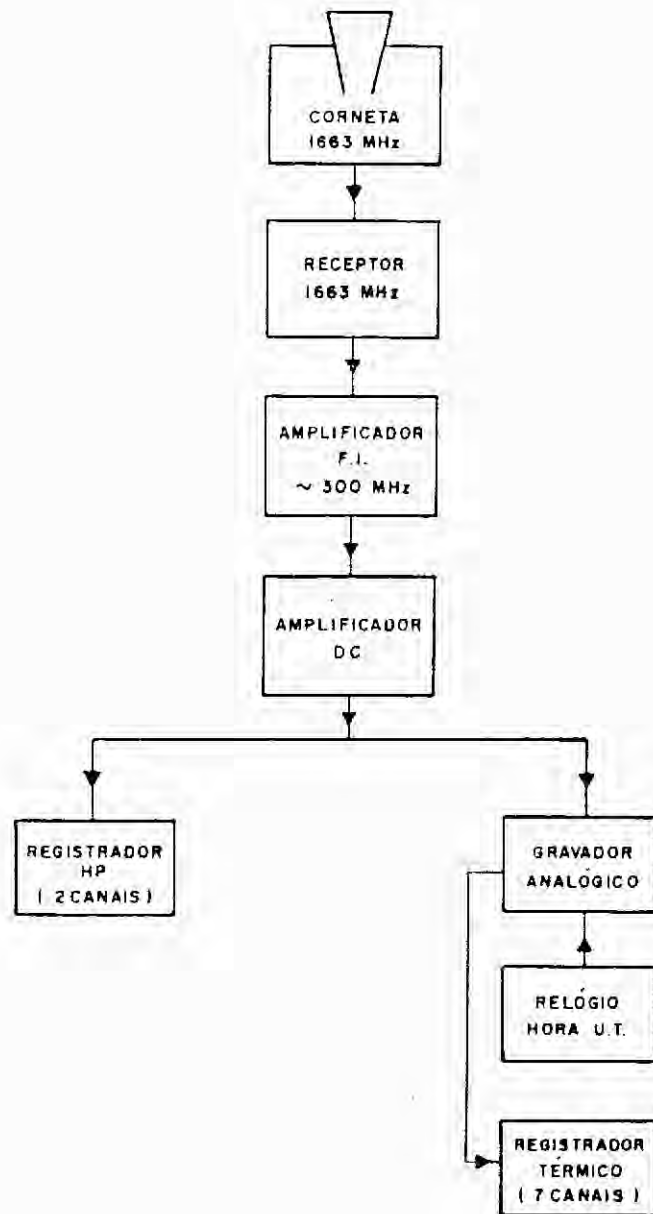 CORNETA
1663 MHz
RECEPTOR
1663 MHz
AMPLIFICADOR
F.I.
~ 300 MHz
AMPLIFICADOR
DC
REGISTRADOR
HP
( 2 CANAIS )
GRAVADOR
ANALÓGICO
RELÓGIO
HORA U.T.
REGISTRADOR
TÉRMICO
( 7 CANAIS )